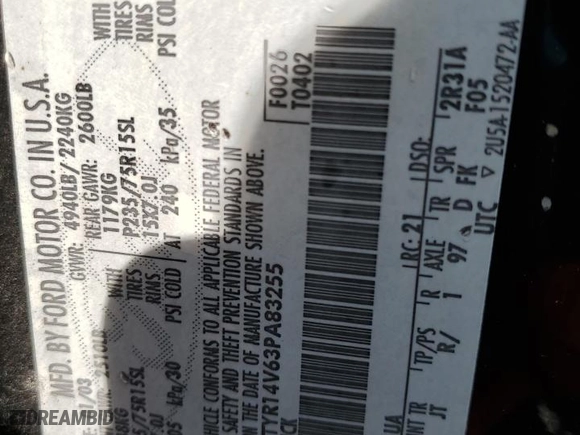 MFD. BY FORD MOTOR CO. IN U.S.A.
/03 GVWR: 4940LB/ 2240KG
REAR GAWR: 2600LB
1179KG WITH
P235/75R15SL TIRES
15X7.0J RIMS
AT 240 kPa/35 PSI COLD
WITH
TIRES
RIMS
/75R15SL
kPa/30 PSI COLD
VEHICLE CONFORMS TO ALL APPLICABLE FEDERAL MOTOR
SAFETY AND THEFT PREVENTION STANDARDS
ON THE DATE OF MANUFACTURE SHOWN ABOVE.
TYR14V63PA83255
F0026
T0402
RC: 21 DSO:
TP/PS R AXLE TR SPR
JT R/ 1 97 D FK 2R31A
F05
UTC ▽ 2U5A-1520472-AA
DREAMBID